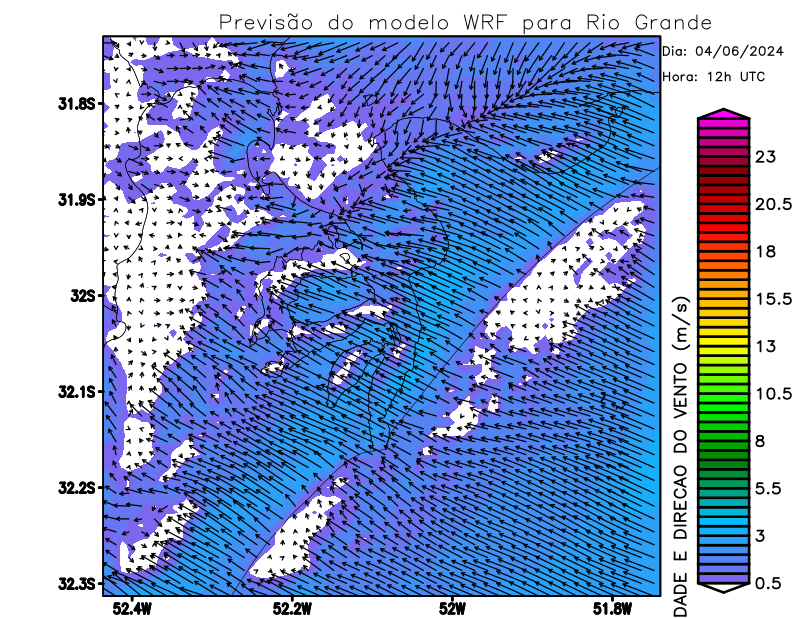 Previsão do modelo WRF para Rio Grande
Dia: 04/06/2024
Hora: 12h UTC
31.8S
31.9S
32S
32.1S
32.2S
32.3S
52.4W
52.2W
52W
51.8W
23
20.5
18
15.5
13
10.5
8
5.5
3
0.5
DADE E DIRECAO DO VENTO (m/s)